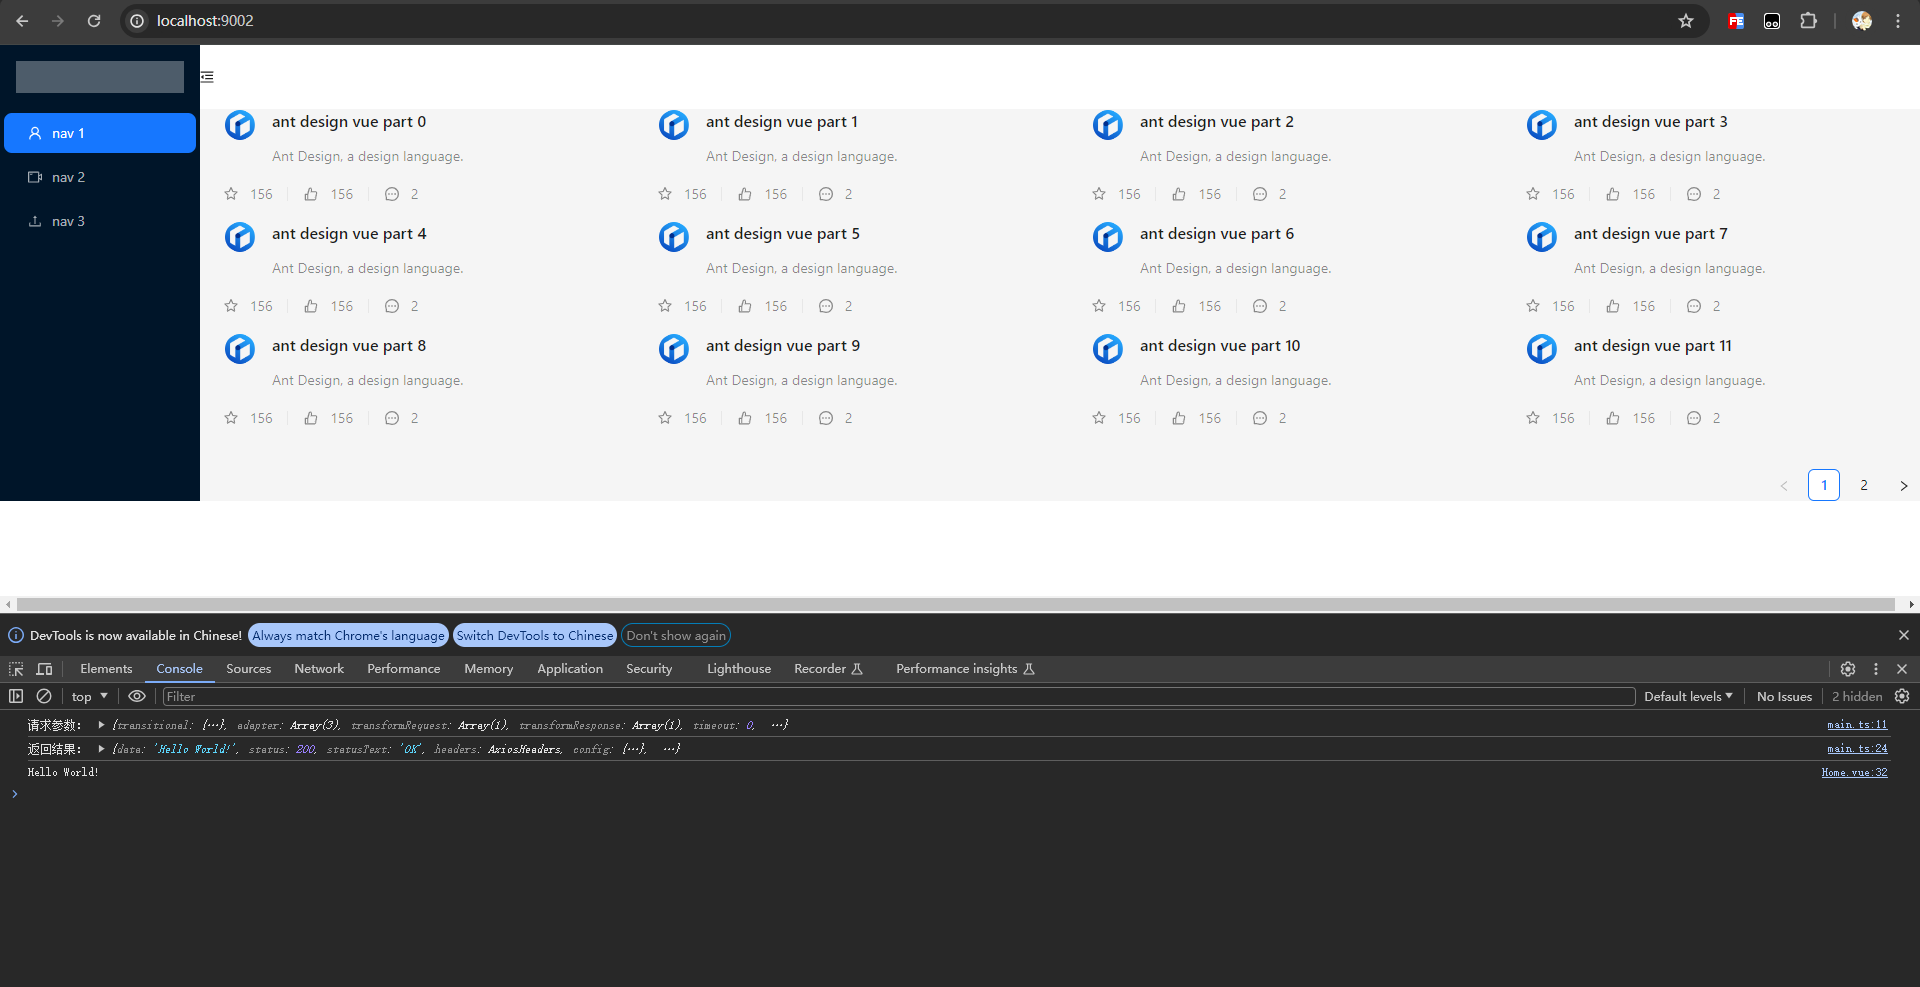 localhost:9002
nav 1
nav 2
nav 3
ant design vue part 0
Ant Design, a design language.
156 156 2
ant design vue part 1
Ant Design, a design language.
156 156 2
ant design vue part 2
Ant Design, a design language.
156 156 2
ant design vue part 3
Ant Design, a design language.
156 156 2
ant design vue part 4
Ant Design, a design language.
156 156 2
ant design vue part 5
Ant Design, a design language.
156 156 2
ant design vue part 6
Ant Design, a design language.
156 156 2
ant design vue part 7
Ant Design, a design language.
156 156 2
ant design vue part 8
Ant Design, a design language.
156 156 2
ant design vue part 9
Ant Design, a design language.
156 156 2
ant design vue part 10
Ant Design, a design language.
156 156 2
ant design vue part 11
Ant Design, a design language.
156 156 2
< 1 2 >
DevTools is now available in Chinese! Always match Chrome's language Switch DevTools to Chinese Don't show again
Elements Console Sources Network Performance Memory Application Security Lighthouse Recorder Performance insights
top Filter Default levels No Issues 2 hidden
请求参数: {transitional: {…}, adapter: Array(3), transformRequest: Array(1), transformResponse: Array(1), timeout: 0, …} main.ts:11
返回结果: {data: 'Hello World!', status: 200, statusText: 'OK', headers: AxiosHeaders, config: {…}, …} main.ts:24
Hello World! Home.vue:32
>